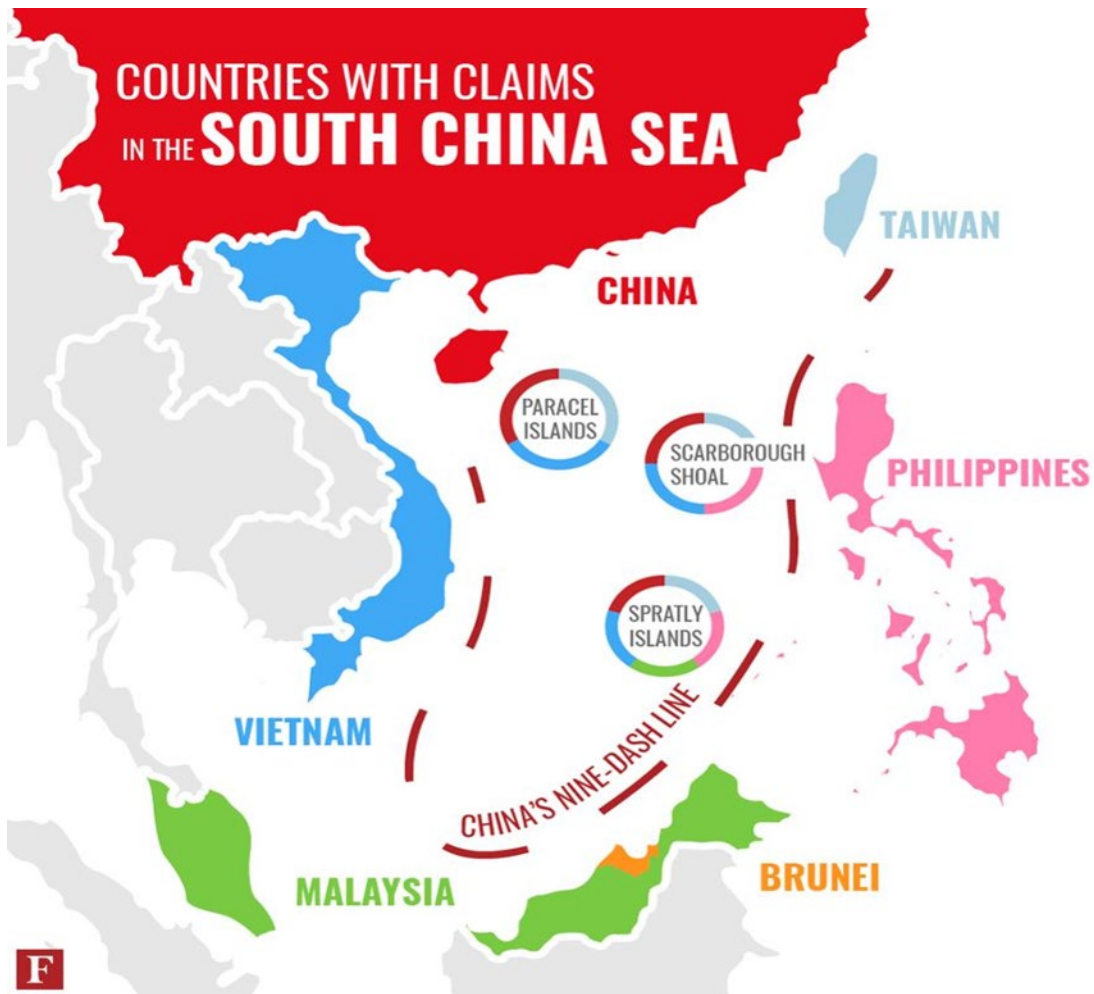 COUNTRIES WITH CLAIMS
IN THE SOUTH CHINA SEA
TAIWAN
CHINA
PARACEL
ISLANDS
SCARBOROUGH
SHOAL
PHILIPPINES
SPRATLY
ISLANDS
VIETNAM
CHINA'S NINE-DASH LINE
MALAYSIA
BRUNEI
F